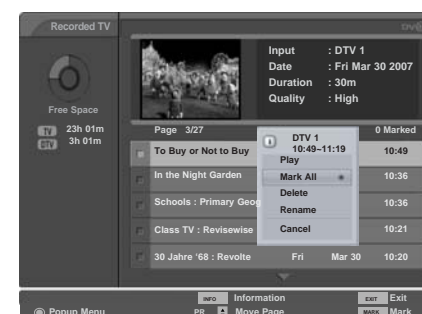 Recorded TV
DV
Input : DTV 1
Date : Fri Mar 30 2007
Duration : 30m
Quality : High
Free Space
TV 23h 01m
DTV 3h 01m
Page 3/27
0 Marked
DTV 1
10:49~11:19
Play
Mark All
Delete
Rename
Cancel
To Buy or Not to Buy 10:49
In the Night Garden 10:36
Schools : Primary Geog 10:36
Class TV : Revisewise 10:21
30 Jahre '68 : Revolte Fri Mar 30 10:20
INFO Information
EXIT Exit
Popup Menu
PR Move Page
MARK Mark